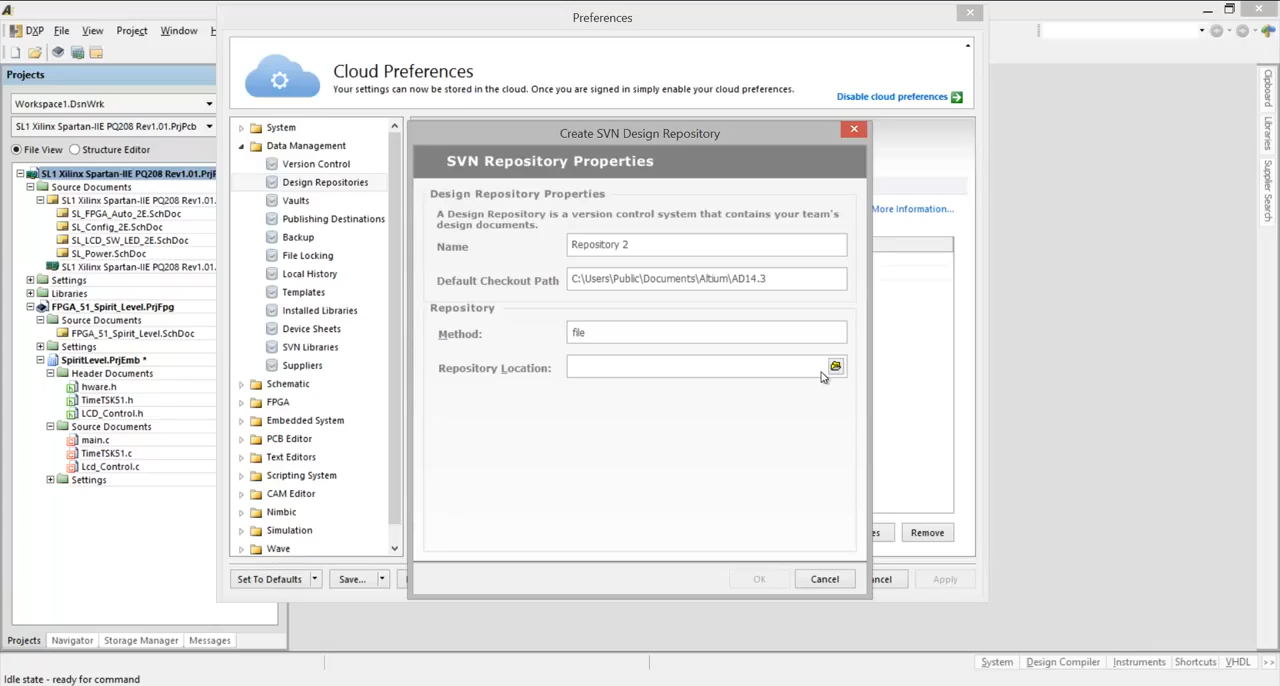 Preferences
DXP File View Project Window H
Projects
Workspace1.DsnWrk
SL1 Xilinx Spartan-IIE PQ208 Rev1.01.PrjPcb
File View Structure Editor
SL1 Xilinx Spartan-IIE PQ208 Rev1.01.PrjF
Source Documents
SL1 Xilinx Spartan-IIE PQ208 Rev1.01.
SL_FPGA_Auto_2E.SchDoc
SL_Config_2E.SchDoc
SL_LCD_SW_LED_2E.SchDoc
SL_Power.SchDoc
SL1 Xilinx Spartan-IIE PQ208 Rev1.01.
Settings
Libraries
FPGA_51_Spirit_Level.PrjFpg
Source Documents
FPGA_51_Spirit_Level.SchDoc
Settings
SpiritLevel.PrjEmb *
Header Documents
hware.h
TimeTSK51.h
LCD_Control.h
Source Documents
main.c
TimeTSK51.c
Lcd_Control.c
Settings
Projects Navigator Storage Manager Messages
Idle state - ready for command
Cloud Preferences
Your settings can now be stored in the cloud. Once you are signed in simply enable your cloud preferences.
Disable cloud preferences
System
Data Management
Version Control
Design Repositories
Vaults
Publishing Destinations
Backup
File Locking
Local History
Templates
Installed Libraries
Device Sheets
SVN Libraries
Suppliers
Schematic
FPGA
Embedded System
PCB Editor
Text Editors
Scripting System
CAM Editor
Nimbic
Simulation
Wave
Set To Defaults Save...
More Information...
es Remove
ancel Apply
Create SVN Design Repository
SVN Repository Properties
Design Repository Properties
A Design Repository is a version control system that contains your team's
design documents.
Name Repository 2
Default Checkout Path C:\Users\Public\Documents\Altium\AD14.3
Repository
Method: file
Repository Location:
OK Cancel
Clipboard
Libraries
Supplier Search
System Design Compiler Instruments Shortcuts VHDL >>